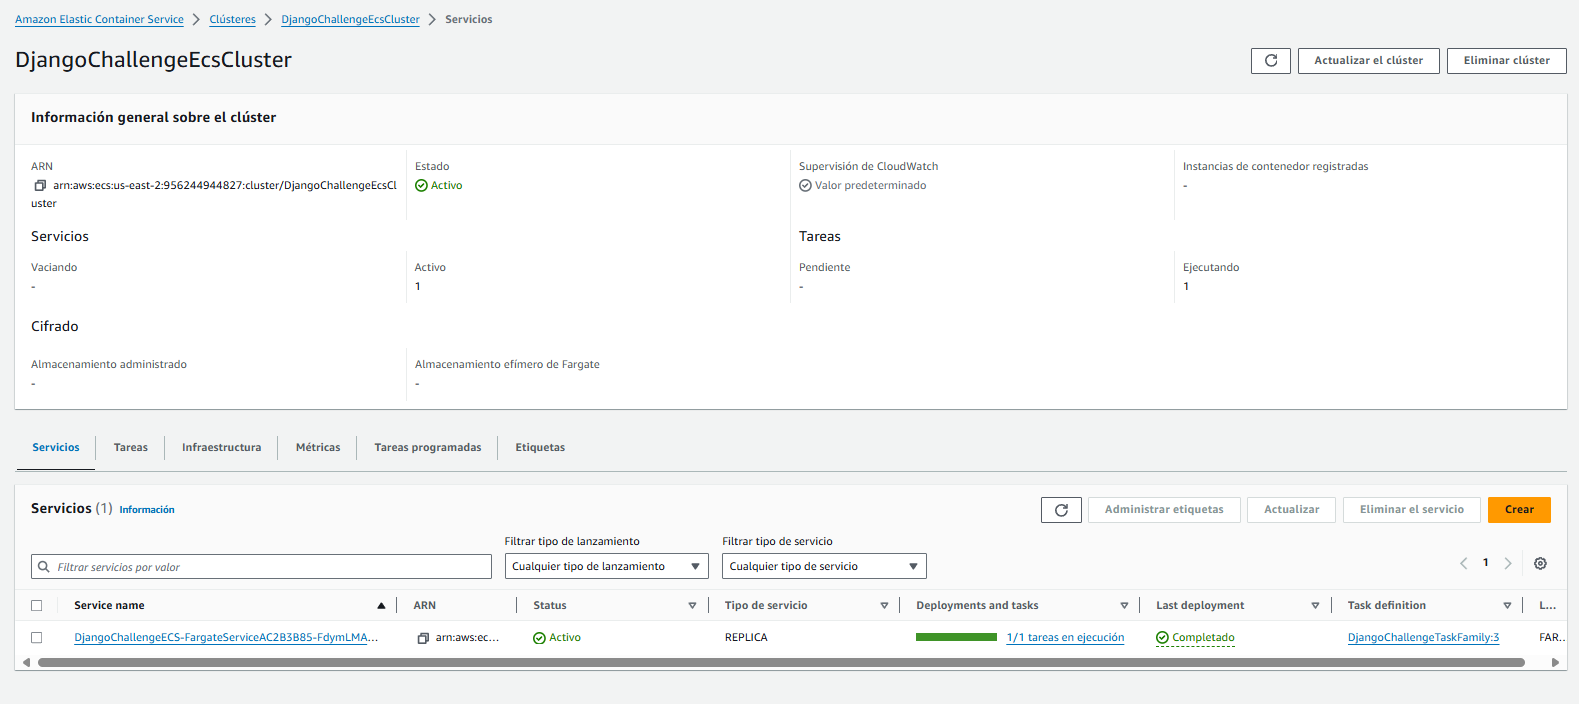 Amazon Elastic Container Service > Clústeres > DjangoChallengeEcsCluster > Servicios
DjangoChallengeEcsCluster
Actualizar el clúster
Eliminar clúster
Información general sobre el clúster
ARN
arn:aws:ecs:us-east-2:956244944827:cluster/DjangoChallengeEcsCl
uster
Estado
Activo
Supervisión de CloudWatch
Valor predeterminado
Instancias de contenedor registradas
-
Servicios
Tareas
Vaciando
-
Activo
1
Pendiente
-
Ejecutando
1
Cifrado
Almacenamiento administrado
-
Almacenamiento efímero de Fargate
-
Servicios Tareas Infraestructura Métricas Tareas programadas Etiquetas
Servicios (1) Información
Administrar etiquetas
Actualizar
Eliminar el servicio
Crear
Filtrar tipo de lanzamiento
Filtrar tipo de servicio
Filtrar servicios por valor
Cualquier tipo de lanzamiento
Cualquier tipo de servicio
1
Service name ARN Status Tipo de servicio Deployments and tasks Last deployment Task definition L...
DjangoChallengeECS-FargateServiceAC2B3B85-FdymLMA... arn:aws:ec... Activo REPLICA 1/1 tareas en ejecución Completado DjangoChallengeTaskFamily:3 FAR...